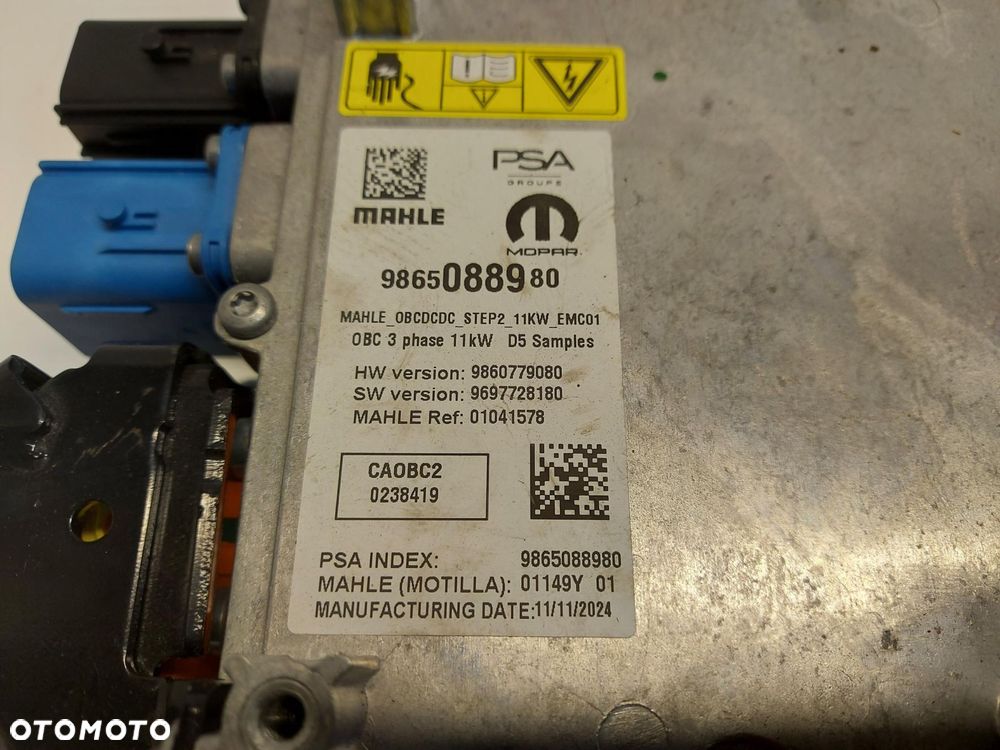 PSA
GROUPE
MAHLE
MOPAR
9865088980
MAHLE_OBCDCDC_STEP2_11KW_EMC01
OBC 3 phase 11kW D5 Samples
HW version: 9860779080
SW version: 9697728180
MAHLE Ref: 01041578
CAOBC2
0238419
PSA INDEX: 9865088980
MAHLE (MOTILLA): 01149Y 01
MANUFACTURING DATE:11/11/2024
OTOMOTO